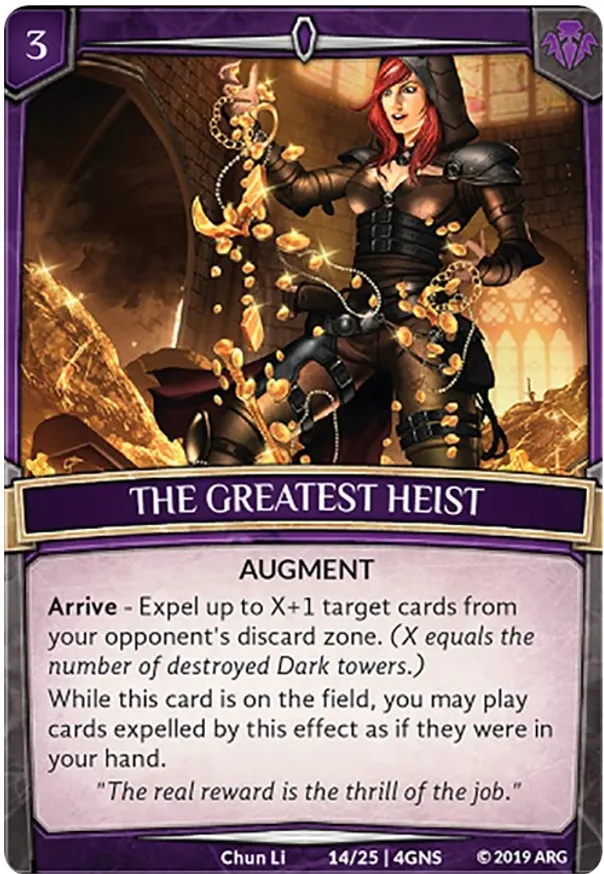 3
THE GREATEST HEIST
AUGMENT
Arrive - Expel up to X+1 target cards from
your opponent's discard zone. (X equals the
number of destroyed Dark towers.)
While this card is on the field, you may play
cards expelled by this effect as if they were in
your hand.
"The real reward is the thrill of the job."
Chun Li 14/25 | 4GNS © 2019 ARG